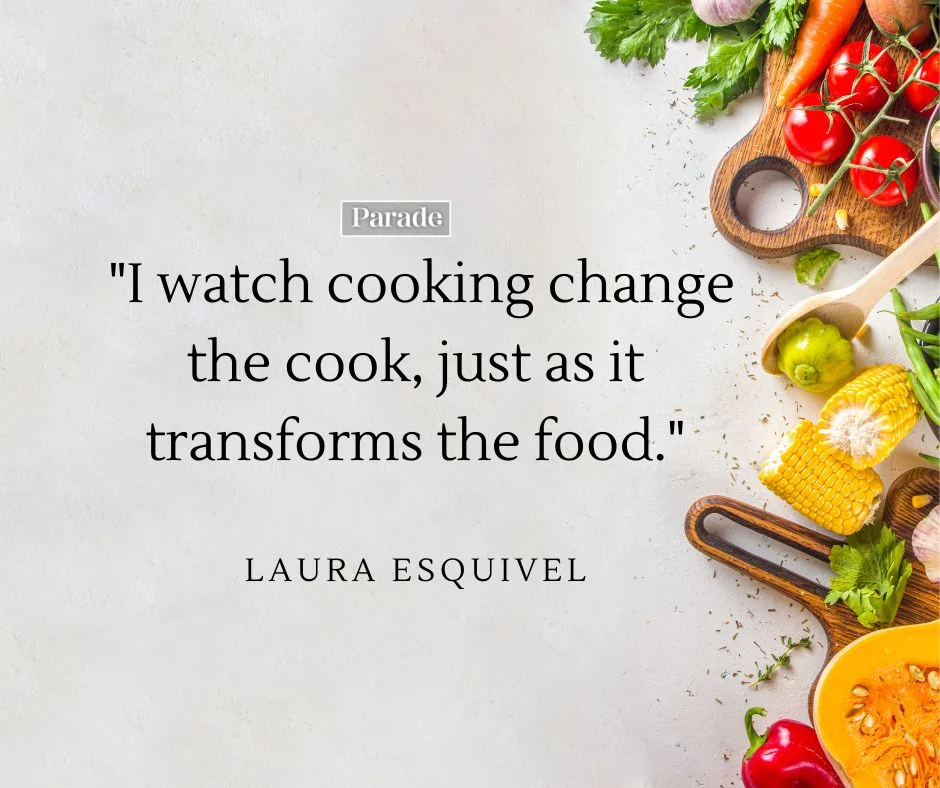 Parade
"I watch cooking change
the cook, just as it
transforms the food."
LAURA ESQUIVEL